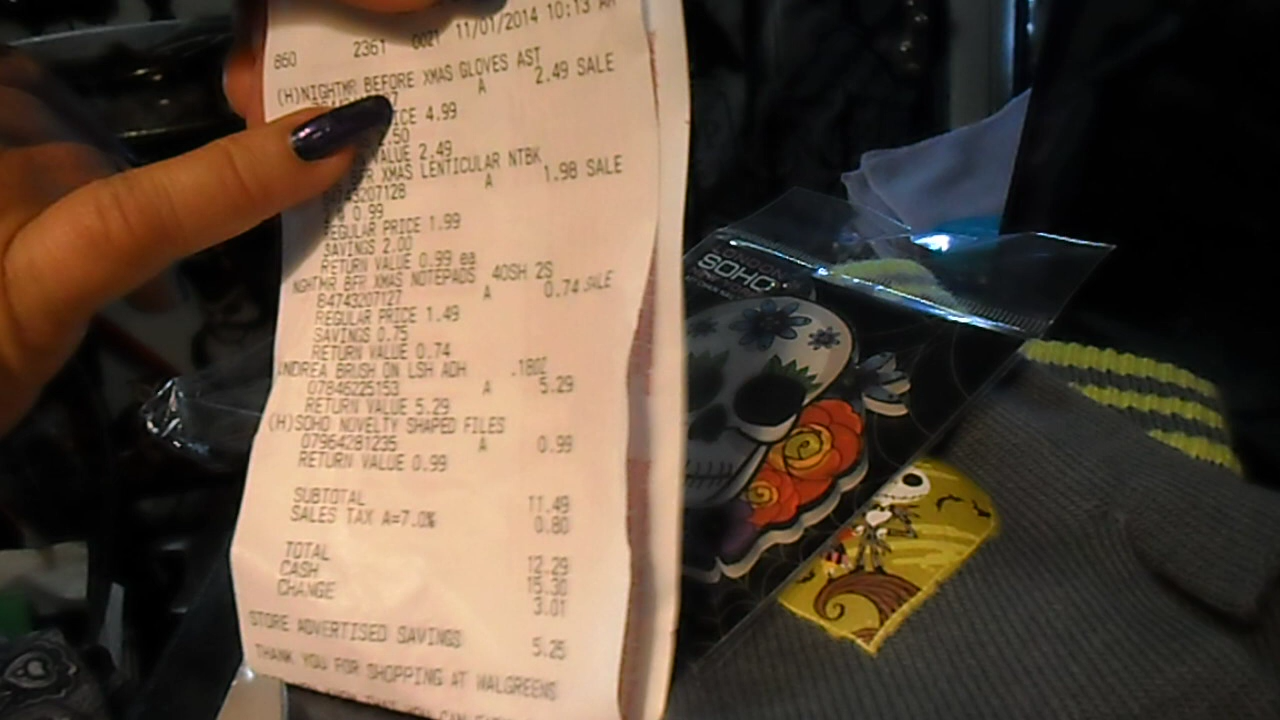 860 2361 0021 11/01/2014 10:13 AM
(H)NIGHTMR BEFORE XMAS GLOVES AST
A 2.49 SALE
4.99
.50
VALUE 2.49
XMAS LENTICULAR NTBK
84743207128 A 1.98 SALE
0.99
REGULAR PRICE 1.99
SAVINGS 2.00
RETURN VALUE 0.99 ea
NGHTMR BFR XMAS NOTEPADS 40SH 2S
84743207127 A 0.74 SALE
REGULAR PRICE 1.49
SAVINGS 0.75
RETURN VALUE 0.74
ANDREA BRUSH ON LSH ADH .18OZ
07846225153 A 5.29
RETURN VALUE 5.29
(H)SOHO NOVELTY SHAPED FILES
07964281235 A 0.99
RETURN VALUE 0.99
SUBTOTAL 11.49
SALES TAX A=7.0% 0.80
TOTAL 12.29
CASH 15.30
CHANGE 3.01
STORE ADVERTISED SAVINGS 5.25
THANK YOU FOR SHOPPING AT WALGREENS
LONDON
SOHO